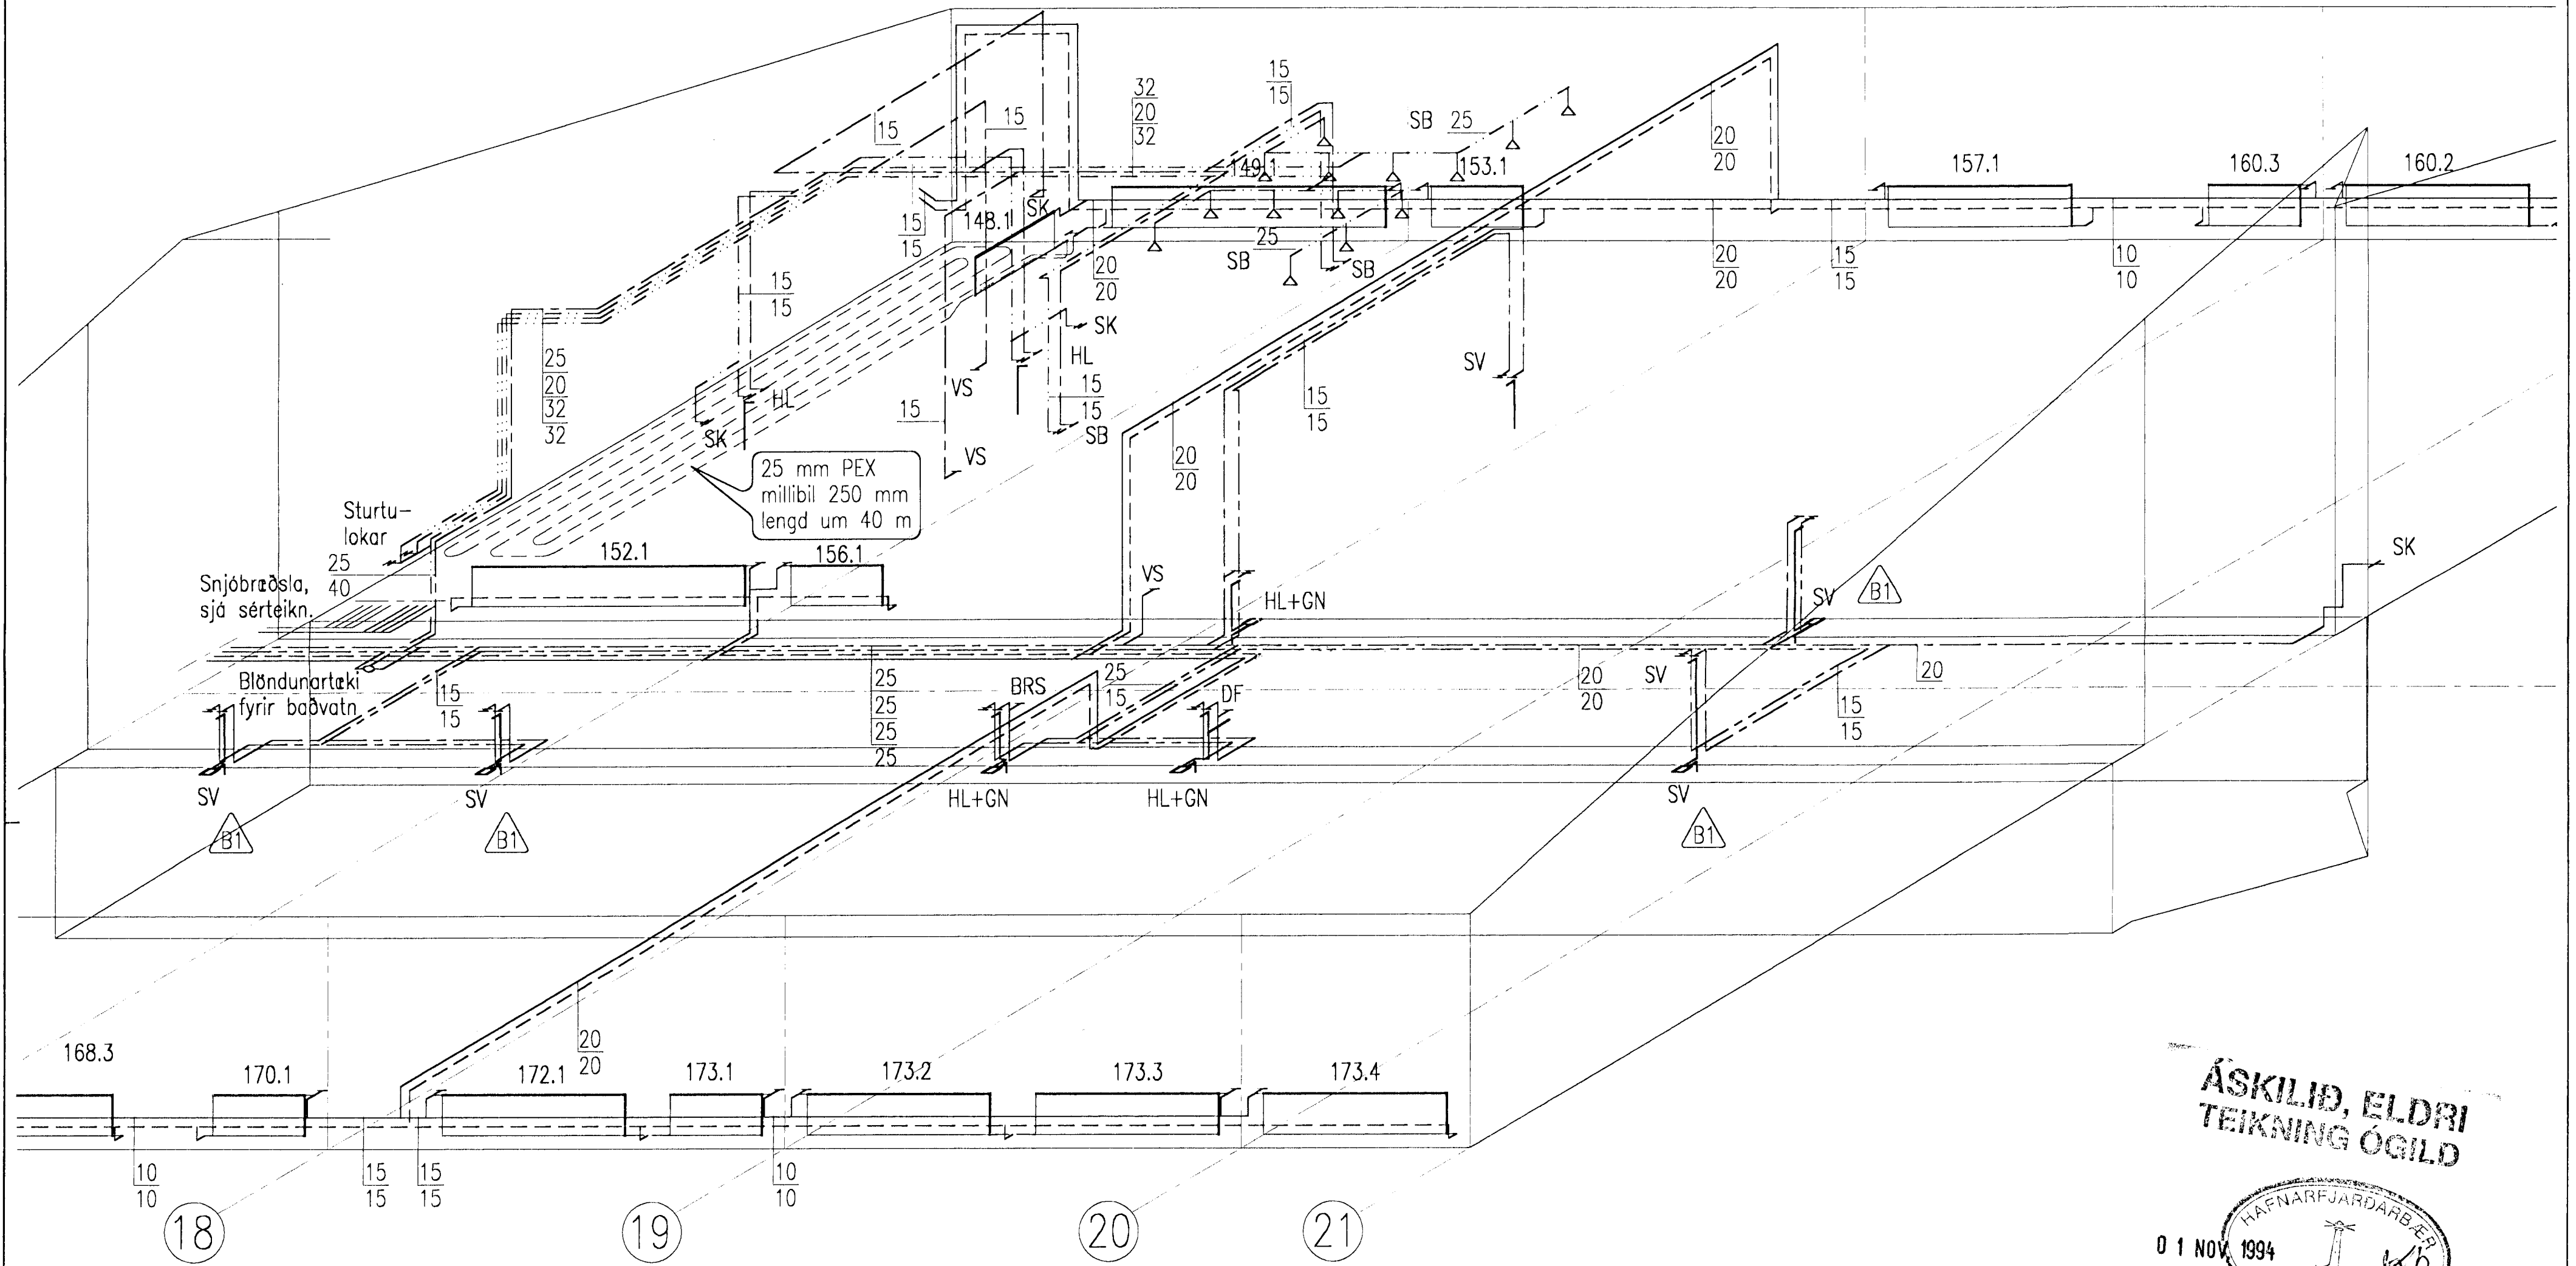 15
15
32
20
32
15
15
SB 25
20
20
149.1
153.1
157.1
160.3
160.2
SK
148.1
15
15
25
SB
SB
20
20
20
20
15
15
10
10
15
15
SK
HL
VS
SV
25
20
32
32
HL
SK
15
15
15
SB
15
15
VS
20
20
25 mm PEX
millibil 250 mm
lengd um 40 m
Sturtu-
lokar
152.1
156.1
25
40
Snjóbræðsla,
sjá sérteikn.
VS
HL+GN
SV
B1
SK
Blöndunartæki
fyrir baðvatn
15
15
25
25
25
25
BRS
25
15
DF
20
20
SV
20
15
15
SV
SV
HL+GN
HL+GN
SV
B1
B1
B1
20
20
168.3
170.1
172.1
173.1
173.2
173.3
173.4
10
10
15
15
15
15
10
10
18
19
20
21
ÁSKILIÐ, ELDRI
TEIKNING ÓGILD
HAFNARFJARÐARBÆR
0 1 NOV 1994